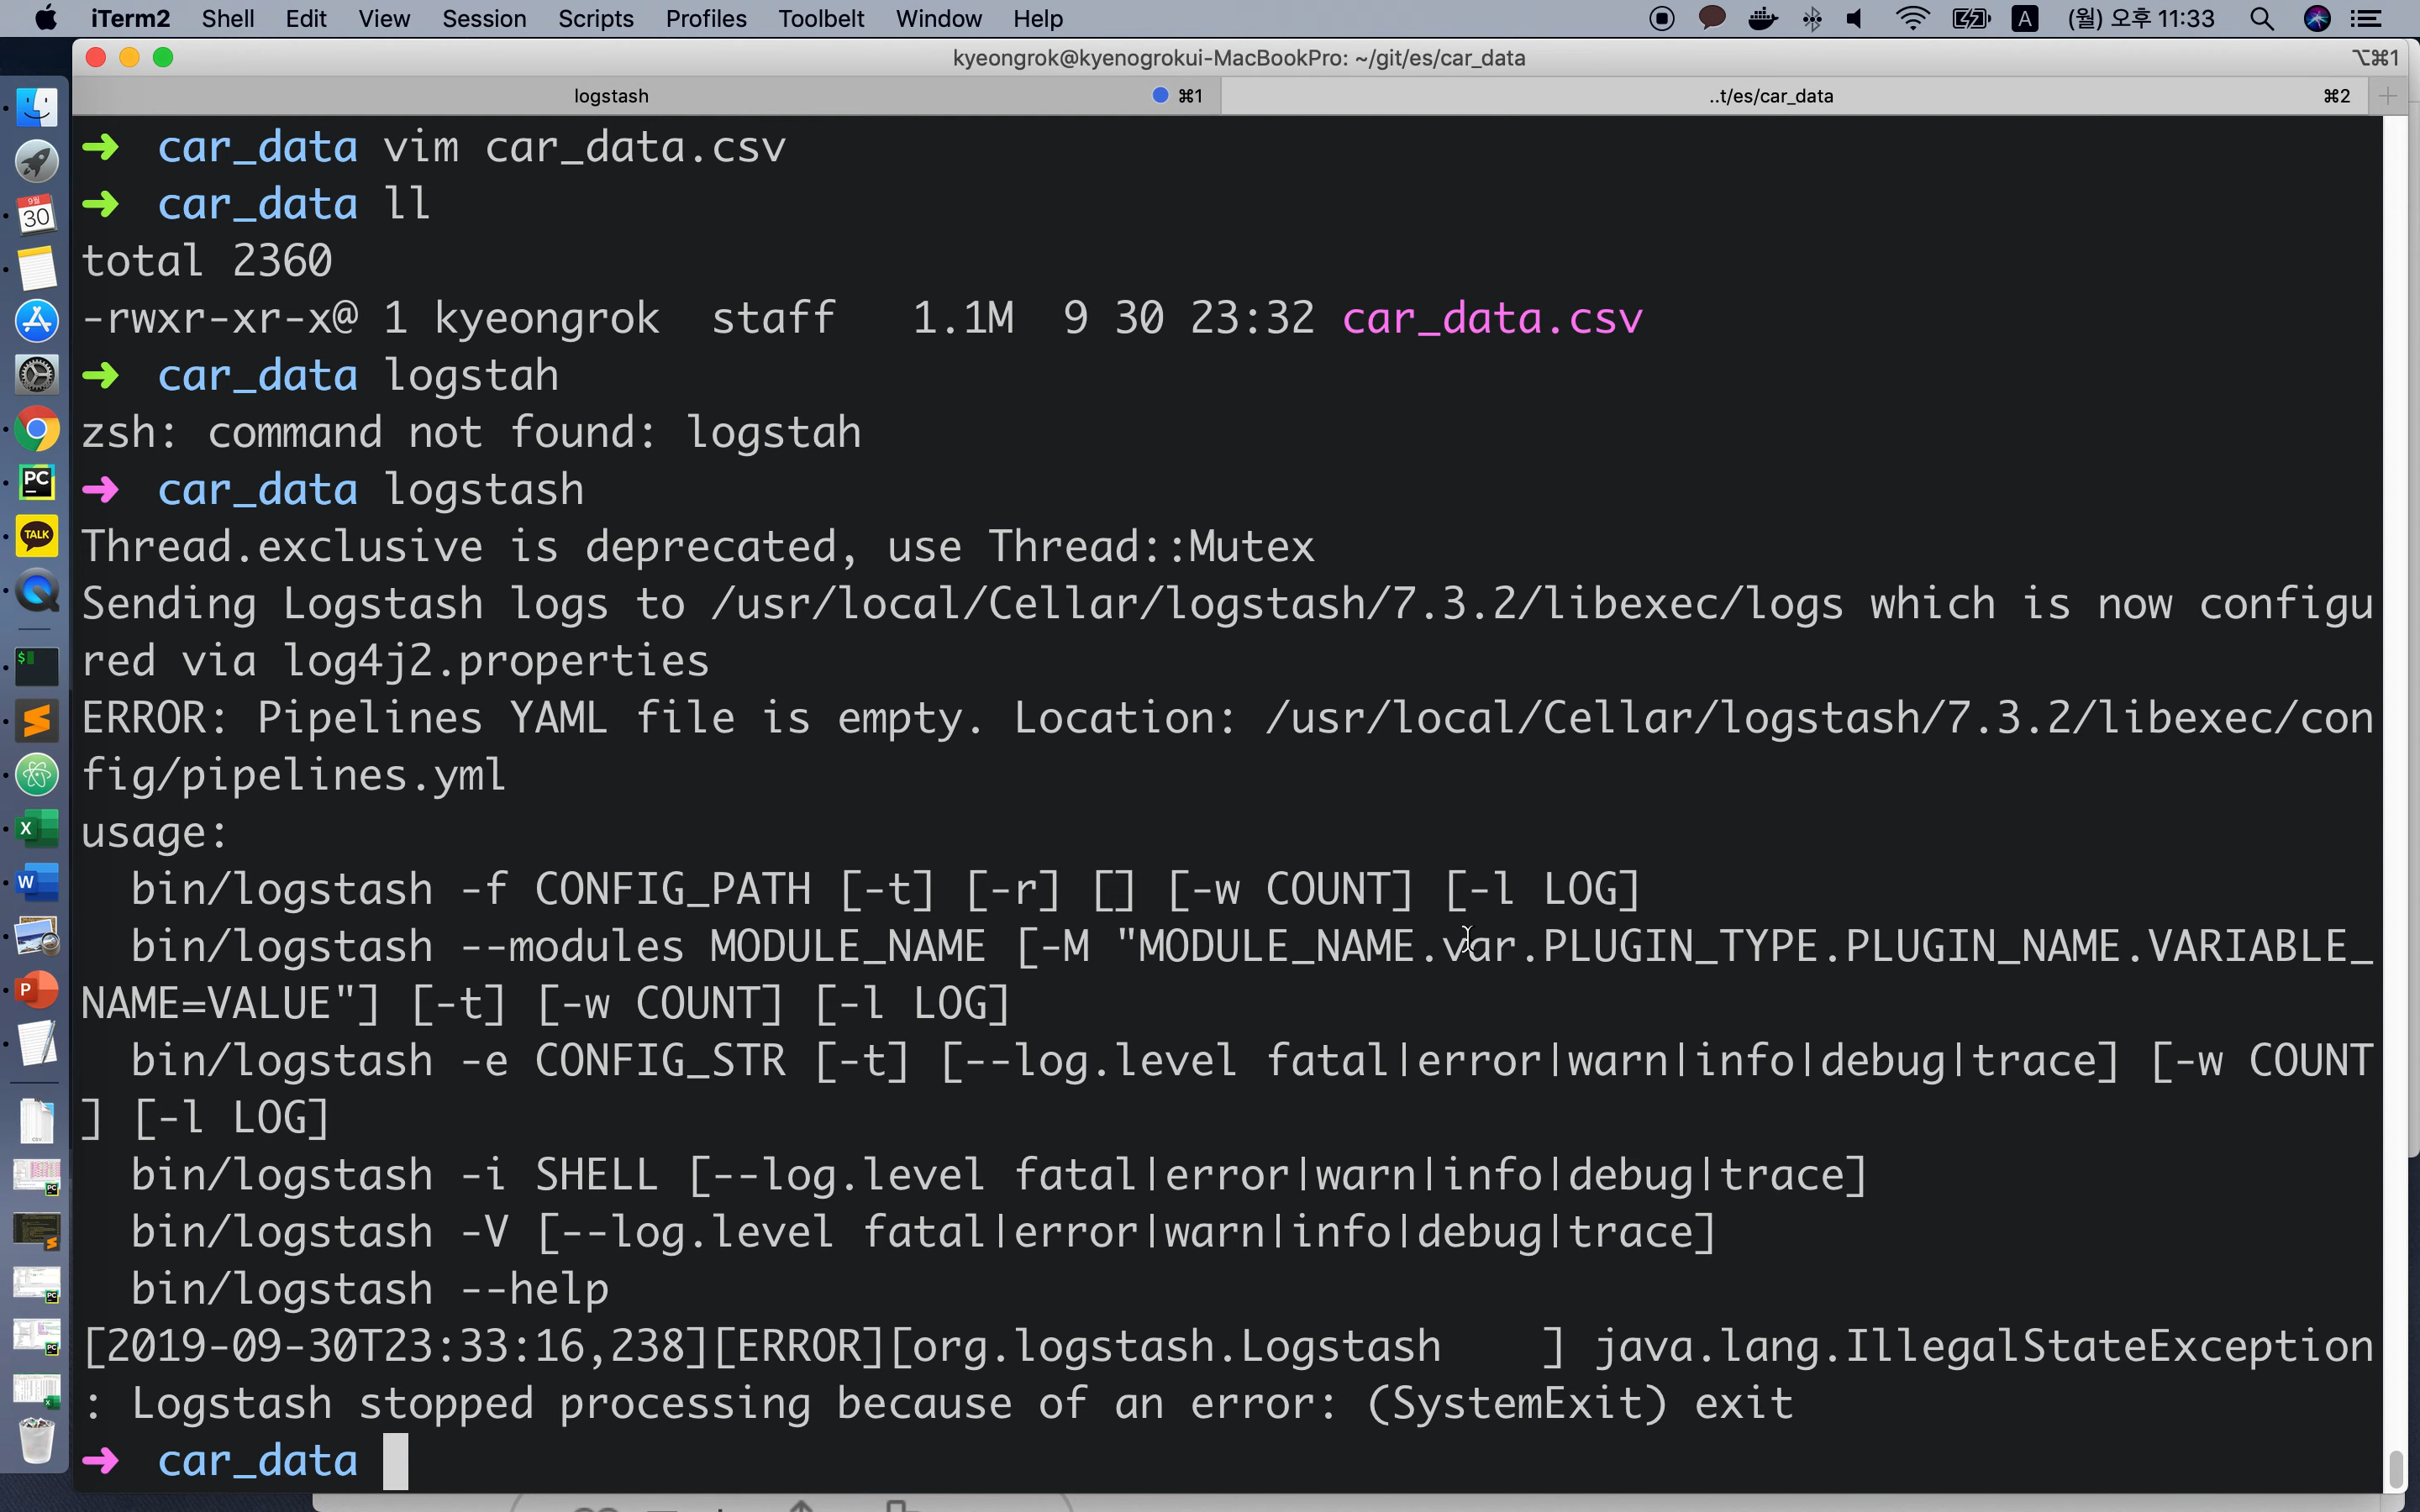 iTerm2 Shell Edit View Session Scripts Profiles Toolbelt Window Help A (월) 오후 11:33
kyeongrok@kyenogrokui-MacBookPro: ~/git/es/car_data ⌥⌘1
logstash ⌘1 ..t/es/car_data ⌘2 +
➜ car_data vim car_data.csv
➜ car_data ll
total 2360
-rwxr-xr-x@ 1 kyeongrok  staff   1.1M  9 30 23:32 car_data.csv
➜ car_data logstah
zsh: command not found: logstah
➜ car_data logstash
Thread.exclusive is deprecated, use Thread::Mutex
Sending Logstash logs to /usr/local/Cellar/logstash/7.3.2/libexec/logs which is now configu
red via log4j2.properties
ERROR: Pipelines YAML file is empty. Location: /usr/local/Cellar/logstash/7.3.2/libexec/con
fig/pipelines.yml
usage:
  bin/logstash -f CONFIG_PATH [-t] [-r] [] [-w COUNT] [-l LOG]
  bin/logstash --modules MODULE_NAME [-M "MODULE_NAME.var.PLUGIN_TYPE.PLUGIN_NAME.VARIABLE_
NAME=VALUE"] [-t] [-w COUNT] [-l LOG]
  bin/logstash -e CONFIG_STR [-t] [--log.level fatal|error|warn|info|debug|trace] [-w COUNT
] [-l LOG]
  bin/logstash -i SHELL [--log.level fatal|error|warn|info|debug|trace]
  bin/logstash -V [--log.level fatal|error|warn|info|debug|trace]
  bin/logstash --help
[2019-09-30T23:33:16,238][ERROR][org.logstash.Logstash    ] java.lang.IllegalStateException
: Logstash stopped processing because of an error: (SystemExit) exit
➜ car_data
9월
30
PC
TALK
$
X
W
P
CSV
PC
PC
PC
X